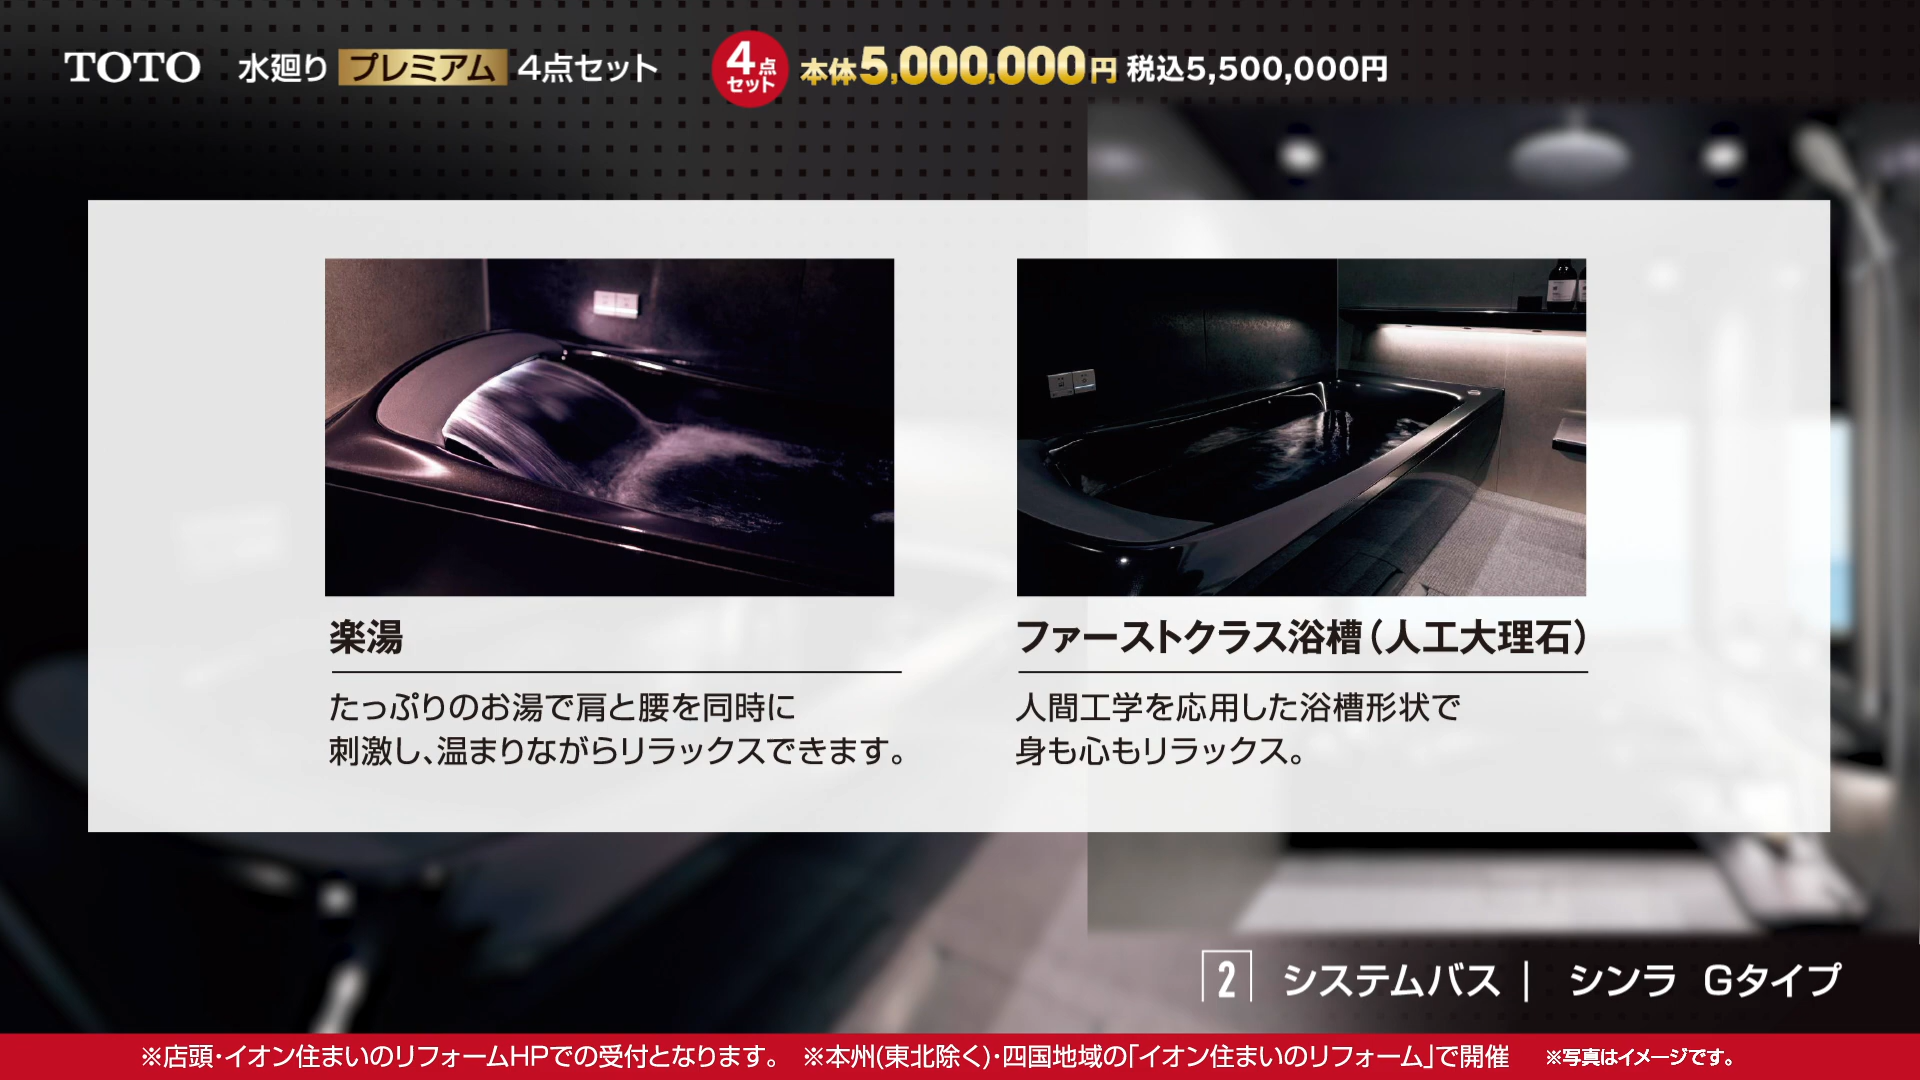 TOTO 水廻り プレミアム 4点セット 4点セット 本体5,000,000円 税込5,500,000円
楽湯
たっぷりのお湯で肩と腰を同時に
刺激し、温まりながらリラックスできます。
ファーストクラス浴槽（人工大理石）
人間工学を応用した浴槽形状で
身も心もリラックス。
2 システムバス｜ シンラ Gタイプ
※店頭・イオン住まいのリフォームHPでの受付となります。 ※本州(東北除く)・四国地域の「イオン住まいのリフォーム」で開催 ※写真はイメージです。